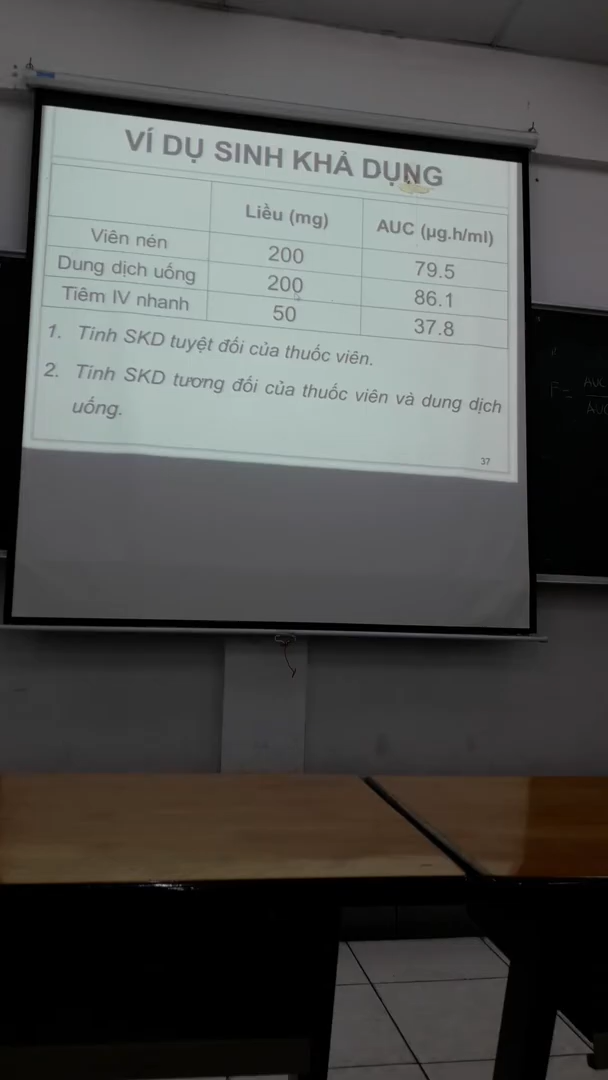 VÍ DỤ SINH KHẢ DỤNG
Liều (mg) AUC (µg.h/ml)
Viên nén 200 79.5
Dung dịch uống 200 86.1
Tiêm IV nhanh 50 37.8
1. Tính SKD tuyệt đối của thuốc viên.
2. Tính SKD tương đối của thuốc viên và dung dịch
uống.
37
F= AUC